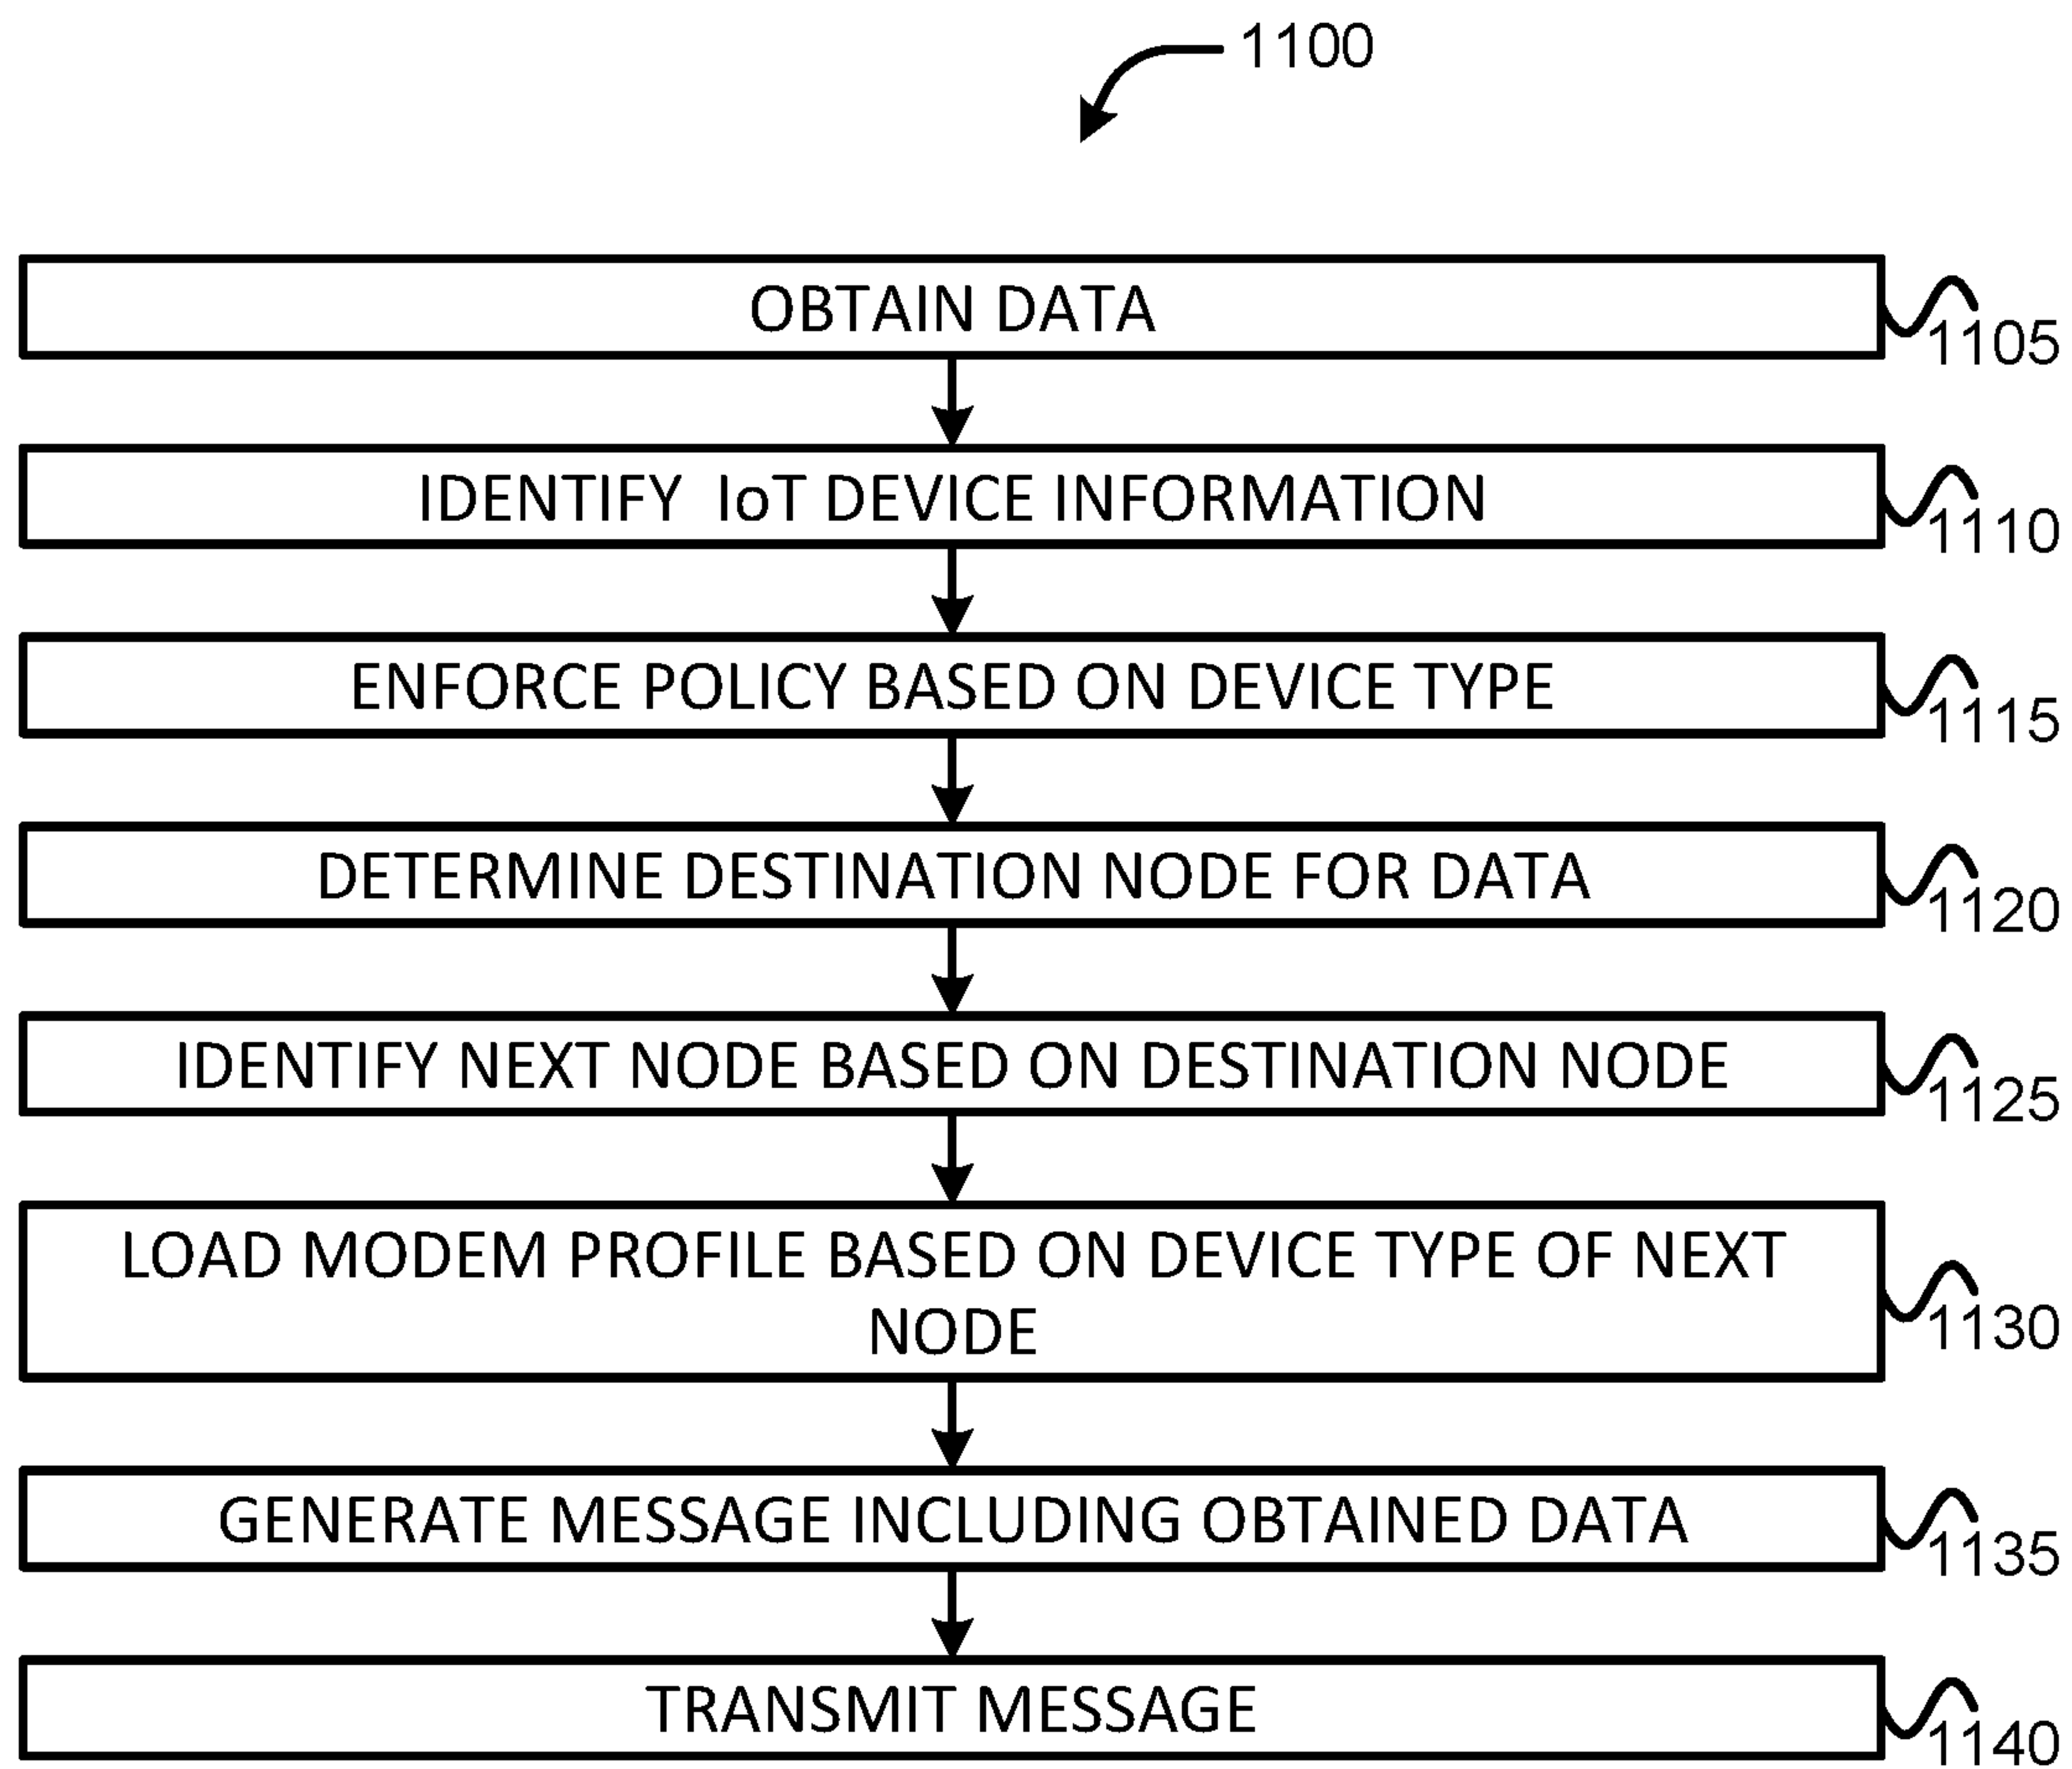 1100
OBTAIN DATA
1105
IDENTIFY IoT DEVICE INFORMATION
1110
ENFORCE POLICY BASED ON DEVICE TYPE
1115
DETERMINE DESTINATION NODE FOR DATA
1120
IDENTIFY NEXT NODE BASED ON DESTINATION NODE
1125
LOAD MODEM PROFILE BASED ON DEVICE TYPE OF NEXT
NODE
1130
GENERATE MESSAGE INCLUDING OBTAINED DATA
1135
TRANSMIT MESSAGE
1140